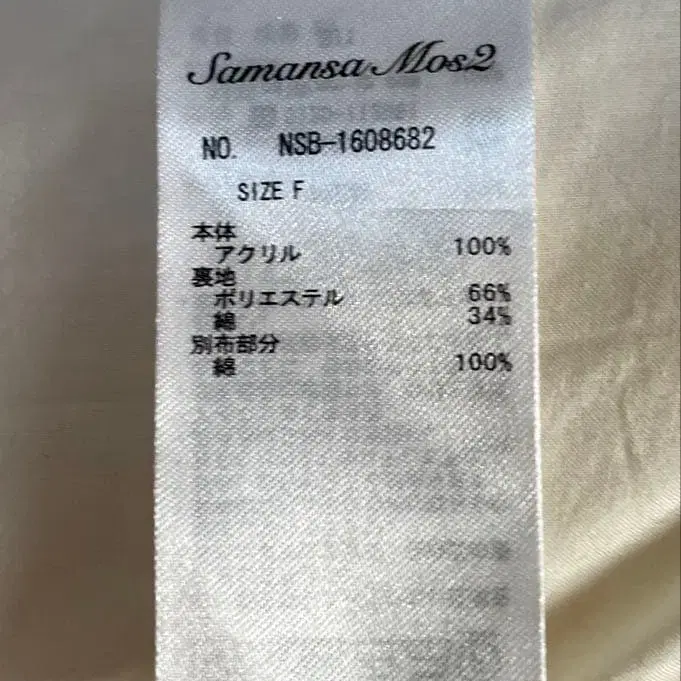 Samansa Mos2
NO. NSB-1608682
SIZE F
本体
アクリル 100%
裏地
ポリエステル 66%
綿 34%
別布部分
綿 100%